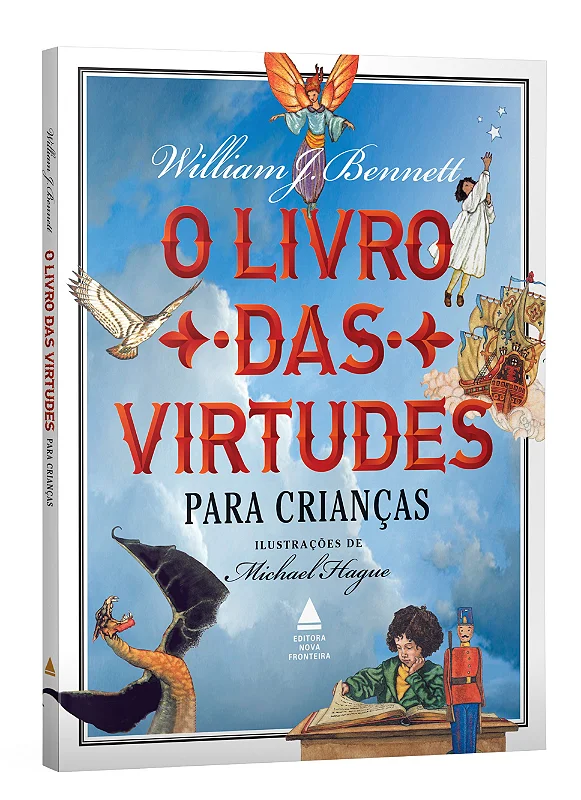 William J. Bennett
O LIVRO
DAS
VIRTUDES
PARA CRIANÇAS
ILUSTRAÇÕES DE
Michael Hague
EDITORA
NOVA
FRONTEIRA
William J. Bennett O LIVRO DAS VIRTUDES PARA CRIANÇAS